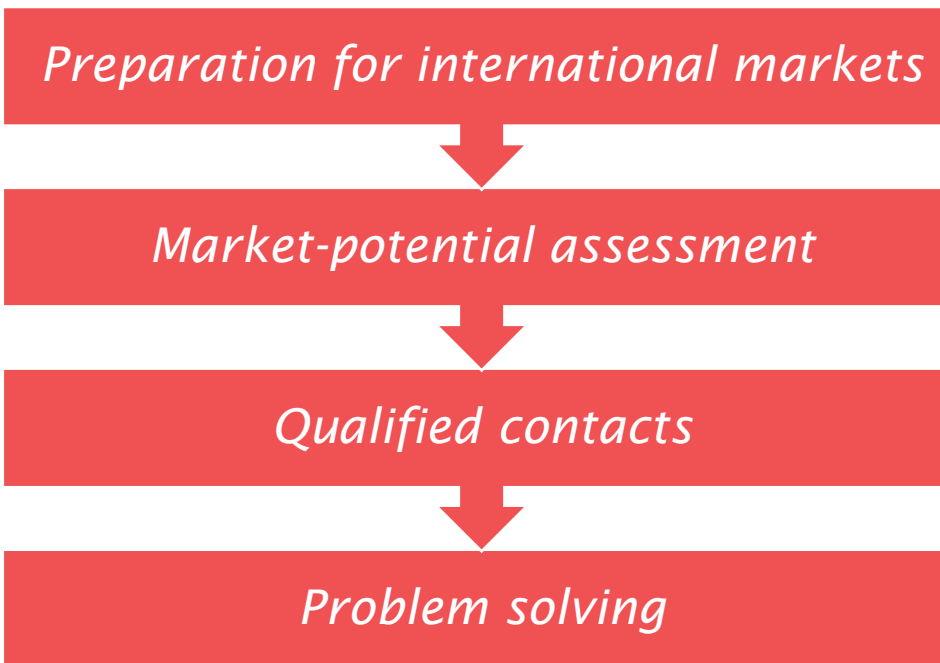 Preparation for international markets
Market-potential assessment
Qualified contacts
Problem solving